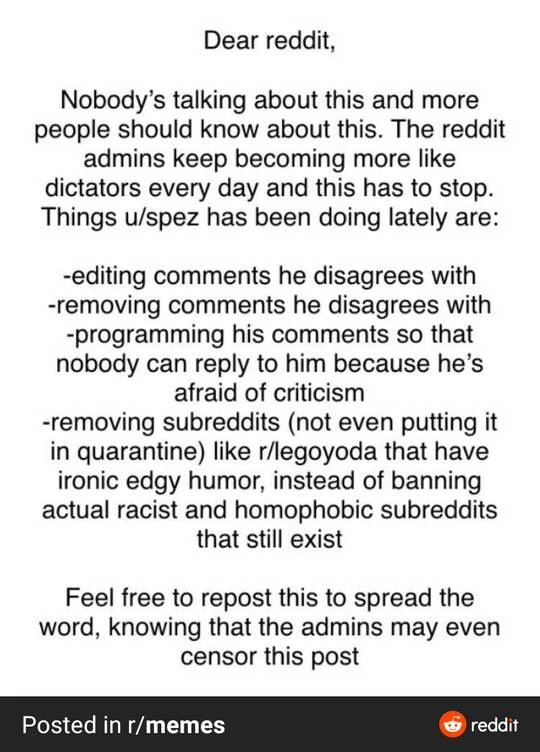 Dear reddit,
Nobody's talking about this and more
people should know about this. The reddit
admins keep becoming more like
dictators every day and this has to stop.
Things u/spez has been doing lately are:
-editing comments he disagrees with
-removing comments he disagrees with
-programming his comments so that
nobody can reply to him because he's
afraid of criticism
-removing subreddits (not even putting it
in quarantine) like r/legoyoda that have
ironic edgy humor, instead of banning
actual racist and homophobic subreddits
that still exist
Feel free to repost this to spread the
word, knowing that the admins may even
censor this post
Posted in r/memes
reddit